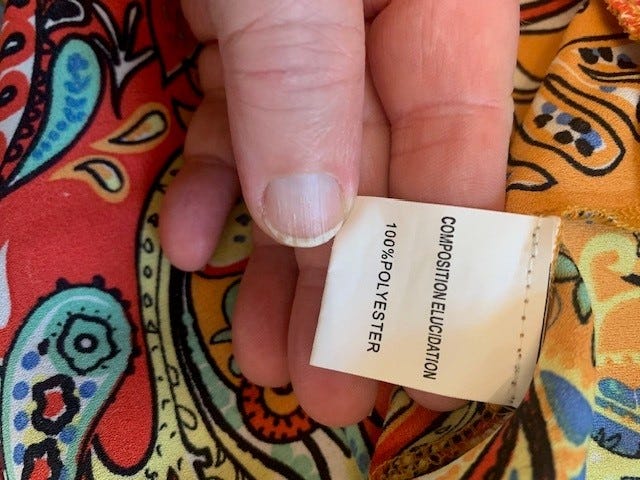 COMPOSITION ELUCIDATION
100%POLYESTER